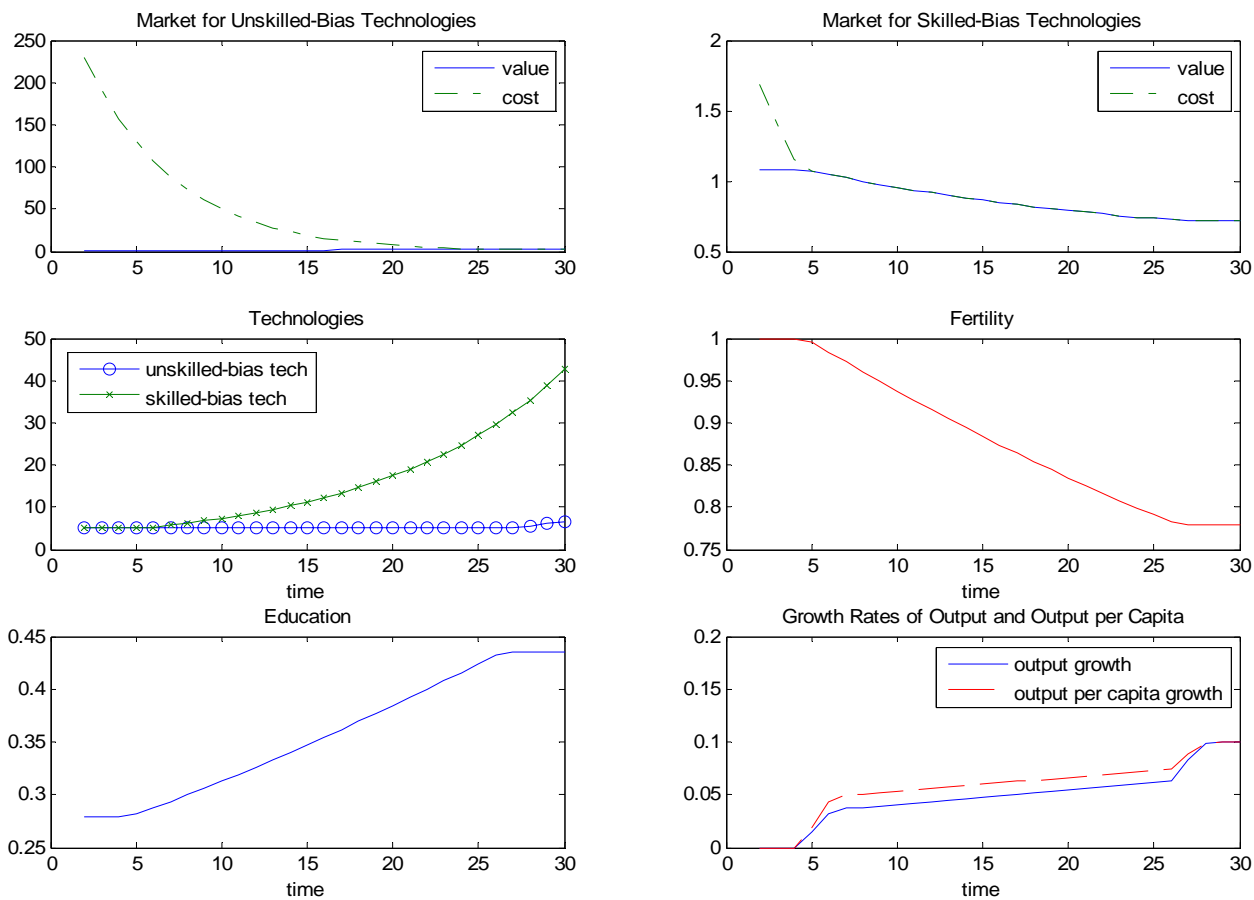 Market for Unskilled-Bias Technologies
250
200
150
100
50
0
value
cost
0 5 10 15 20 25 30
Market for Skilled-Bias Technologies
2
1.5
1
0.5
value
cost
0 5 10 15 20 25 30
Technologies
50
40
30
20
10
0
unskilled-bias tech
skilled-bias tech
0 5 10 15 20 25 30
time
Fertility
1
0.95
0.9
0.85
0.8
0.75
0 5 10 15 20 25 30
time
Education
0.45
0.4
0.35
0.3
0.25
0 5 10 15 20 25 30
time
Growth Rates of Output and Output per Capita
0.2
0.15
0.1
0.05
0
output growth
output per capita growth
0 5 10 15 20 25 30
time